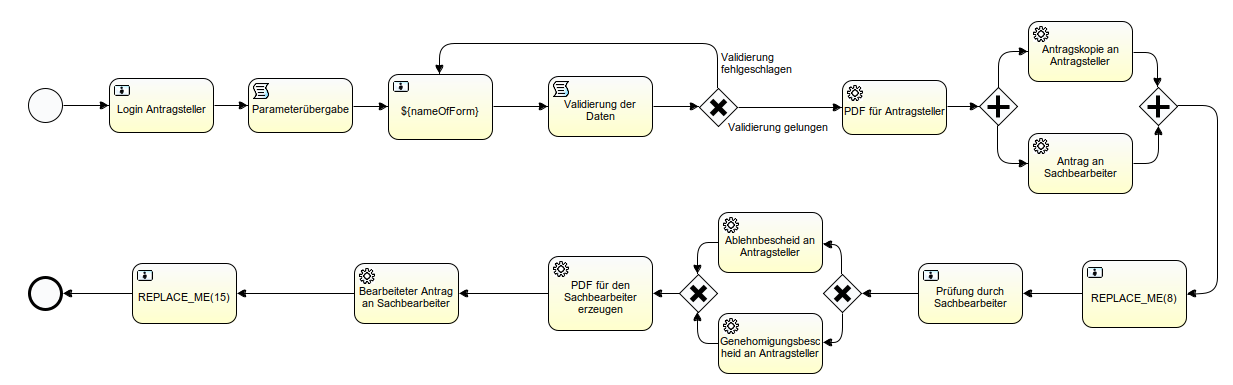 Login Antragsteller
Parameterübergabe
${nameOfForm}
Validierung der
Daten
Validierung
fehlgeschlagen
Validierung gelungen
PDF für Antragsteller
Antragskopie an
Antragsteller
Antrag an
Sachbearbeiter
REPLACE_ME(8)
Prüfung durch
Sachbearbeiter
Ablehnbescheid an
Antragsteller
Genehomigungsbesc
heid an Antragsteller
PDF für den
Sachbearbeiter
erzeugen
Bearbeiteter Antrag
an Sachbearbeiter
REPLACE_ME(15)